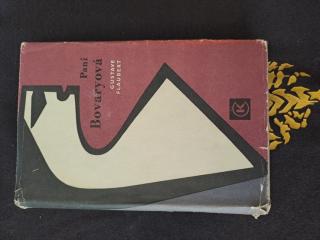 Paní
Bovaryová
GUSTAVE
FLAUBERT
K